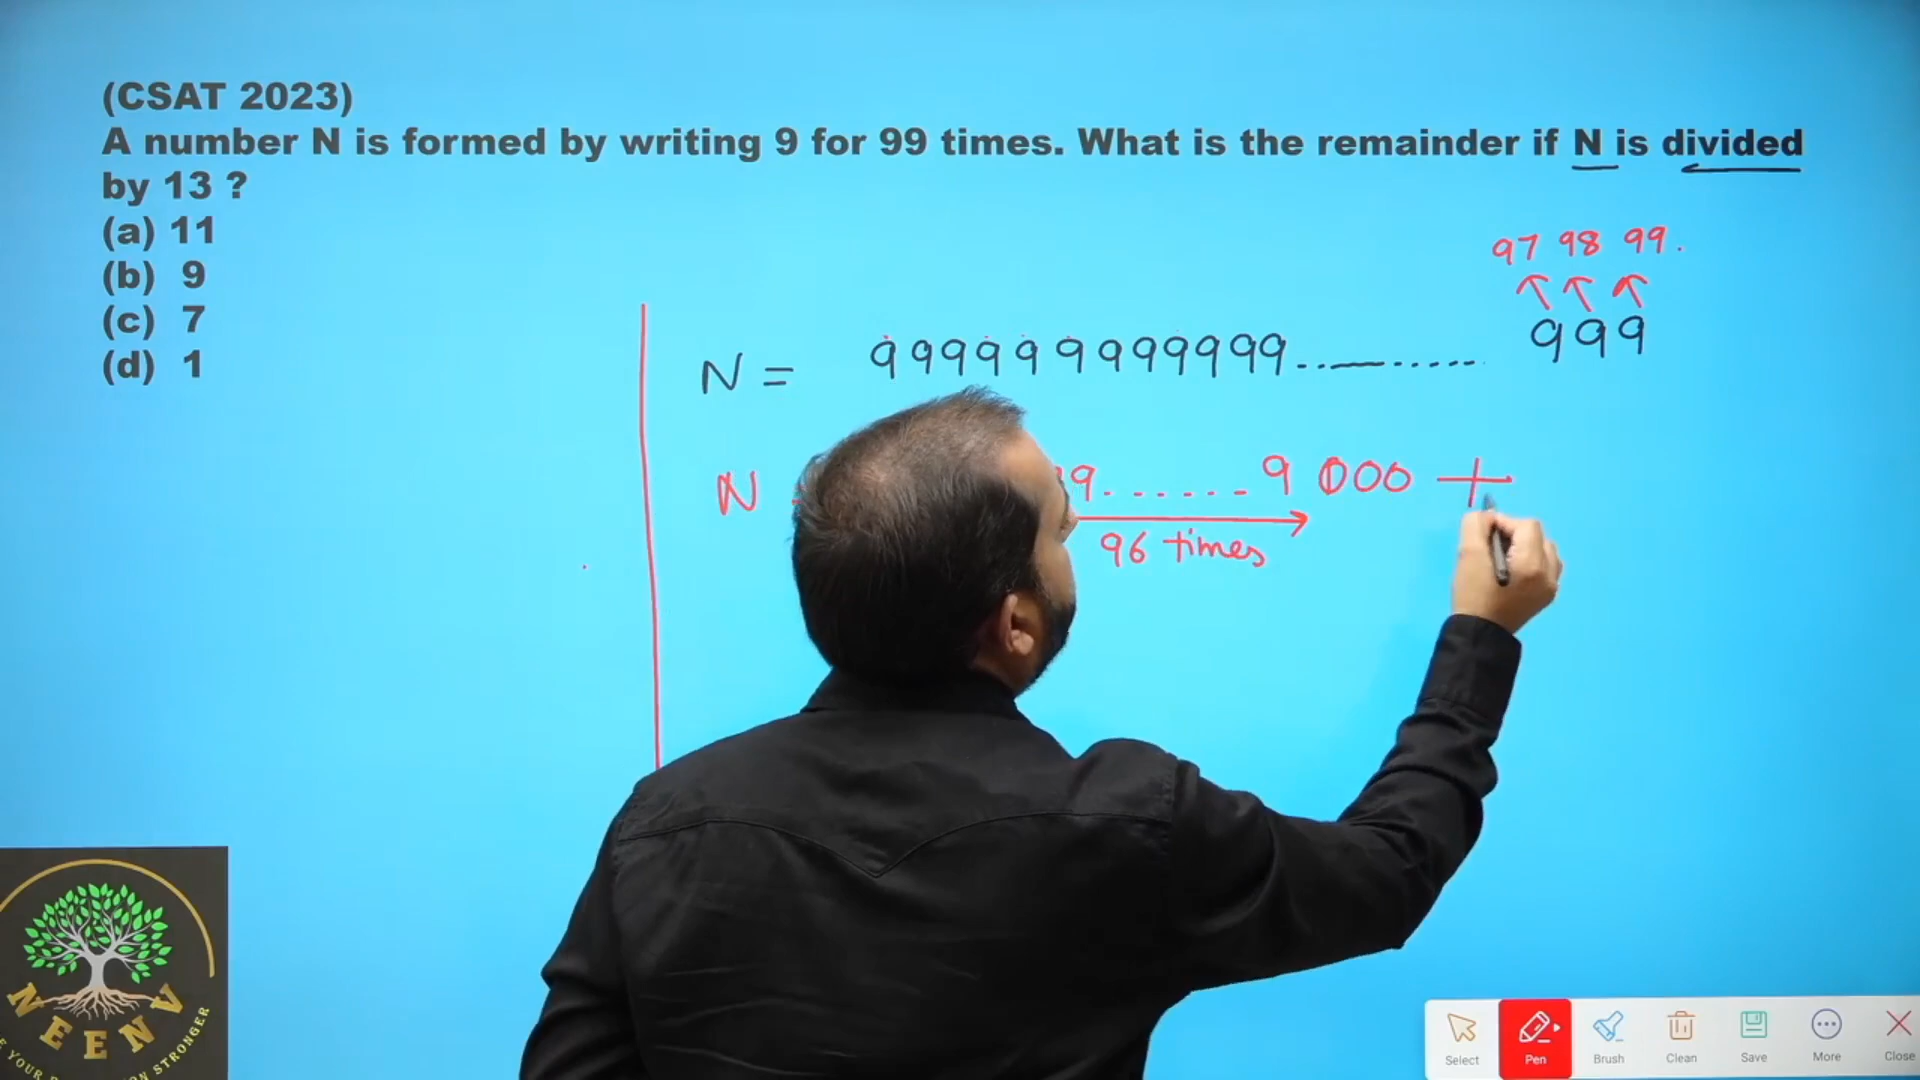 (CSAT 2023)
A number N is formed by writing 9 for 99 times. What is the remainder if N is divided
by 13 ?
(a) 11
(b) 9
(c) 7
(d) 1
97 98 99.
N = 99999999999............ 999
N 9......9 000 +
96 times
NEENV
Select Pen Brush Clean Save More Close